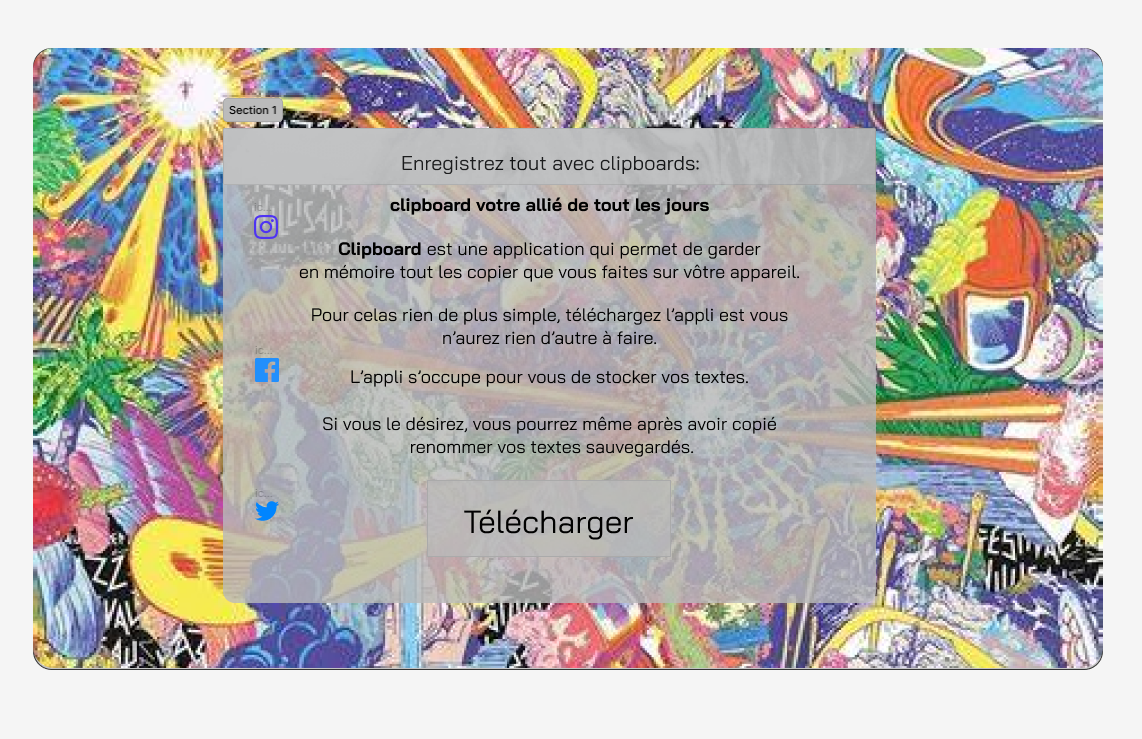 Section 1
Enregistrez tout avec clipboards:
clipboard votre allié de tout les jours
Clipboard est une application qui permet de garder
en mémoire tout les copier que vous faites sur vôtre appareil.
Pour celas rien de plus simple, téléchargez l’appli est vous
n’aurez rien d’autre à faire.
L’appli s’occupe pour vous de stocker vos textes.
Si vous le désirez, vous pourrez même après avoir copié
renommer vos textes sauvegardés.
Télécharger